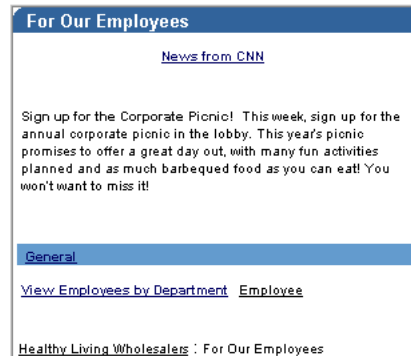 For Our Employees
News from CNN
Sign up for the Corporate Picnic! This week, sign up for the
annual corporate picnic in the lobby. This year's picnic
promises to offer a great day out, with many fun activities
planned and as much barbequed food as you can eat! You
won't want to miss it!
General
View Employees by Department Employee
Healthy Living Wholesalers : For Our Employees